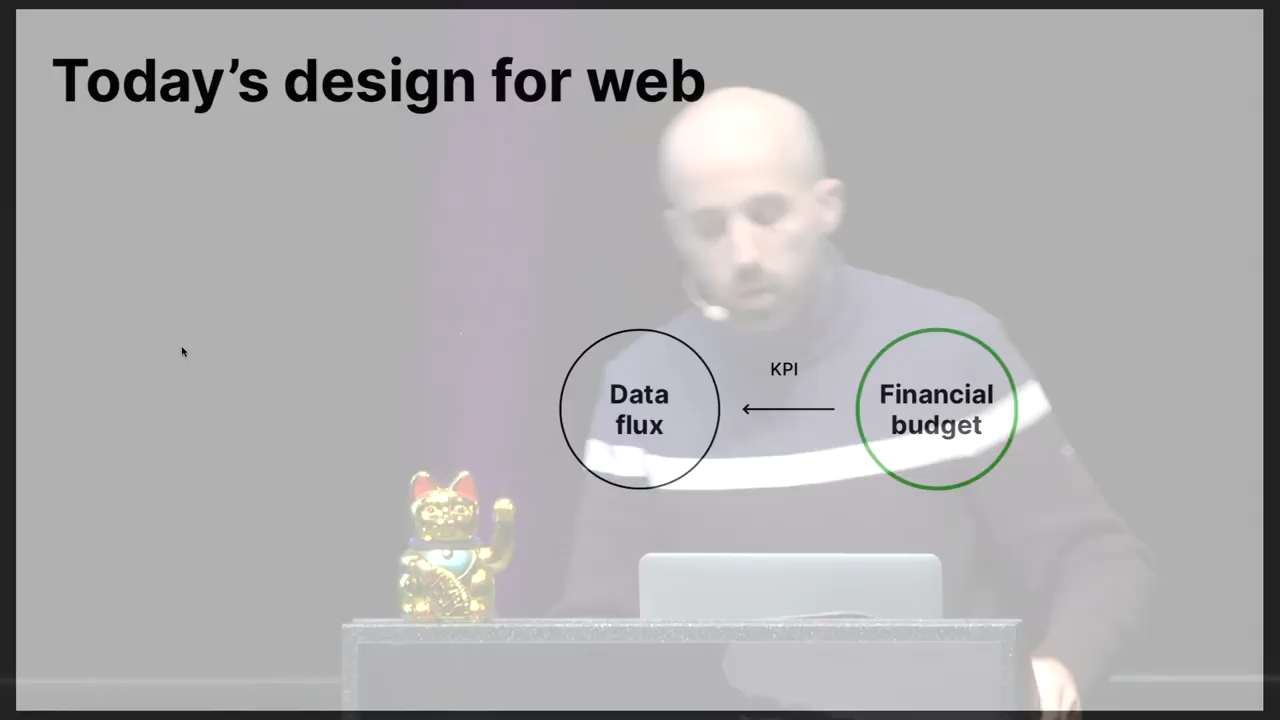 Today’s design for web
KPI
Data
flux
Financial
budget